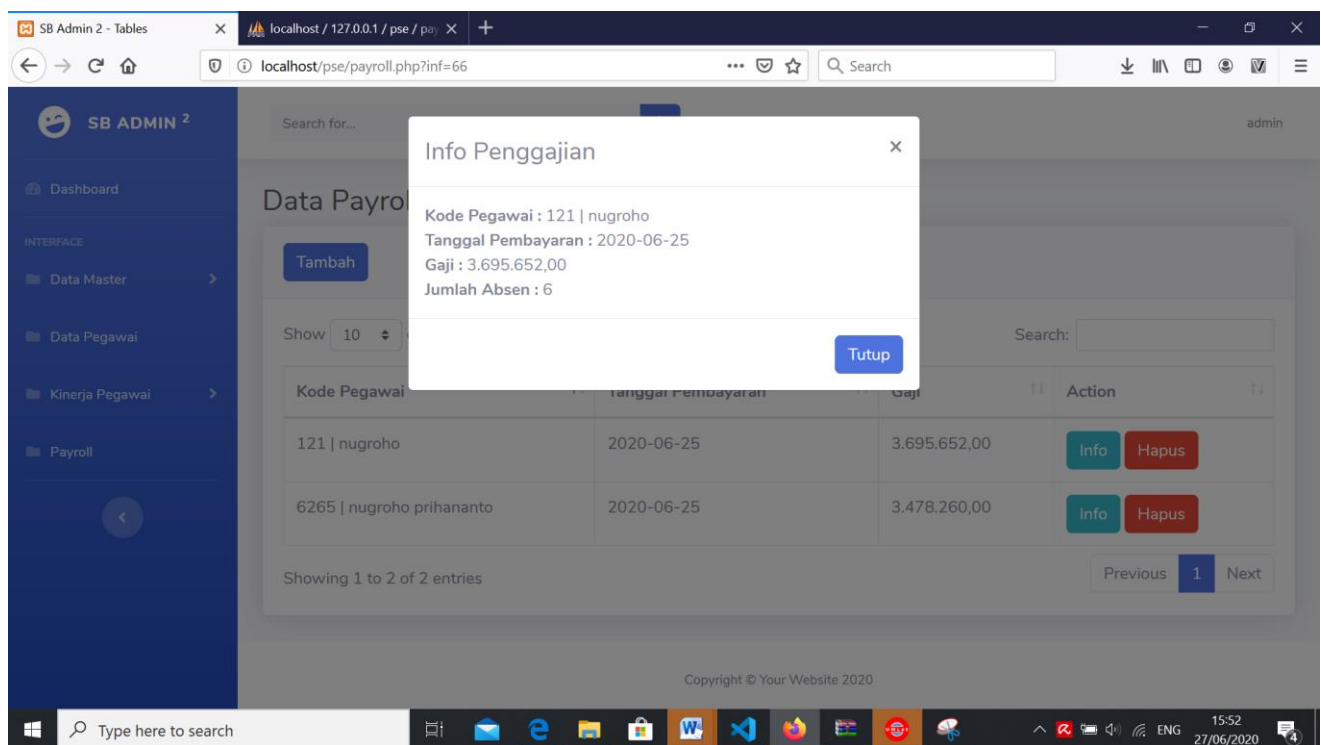 SB Admin 2 - Tables
localhost / 127.0.0.1 / pse / pay
localhost/pse/payroll.php?inf=66
Search
SB ADMIN 2
Search for...
admin
Info Penggajian
Dashboard
Data Payrol
Kode Pegawai : 121 | nugroho
Tanggal Pembayaran : 2020-06-25
Gaji : 3.695.652,00
Jumlah Absen : 6
INTERFACE
Tambah
Data Master
Data Pegawai
Show 10
Search:
Tutup
Kinerja Pegawai
Kode Pegawai Tanggal Pembayaran Gaji Action
Payroll
121 | nugroho 2020-06-25 3.695.652,00 Info Hapus
6265 | nugroho prihananto 2020-06-25 3.478.260,00 Info Hapus
Showing 1 to 2 of 2 entries
Previous 1 Next
Copyright © Your Website 2020
Type here to search
ENG
15:52
27/06/2020
4